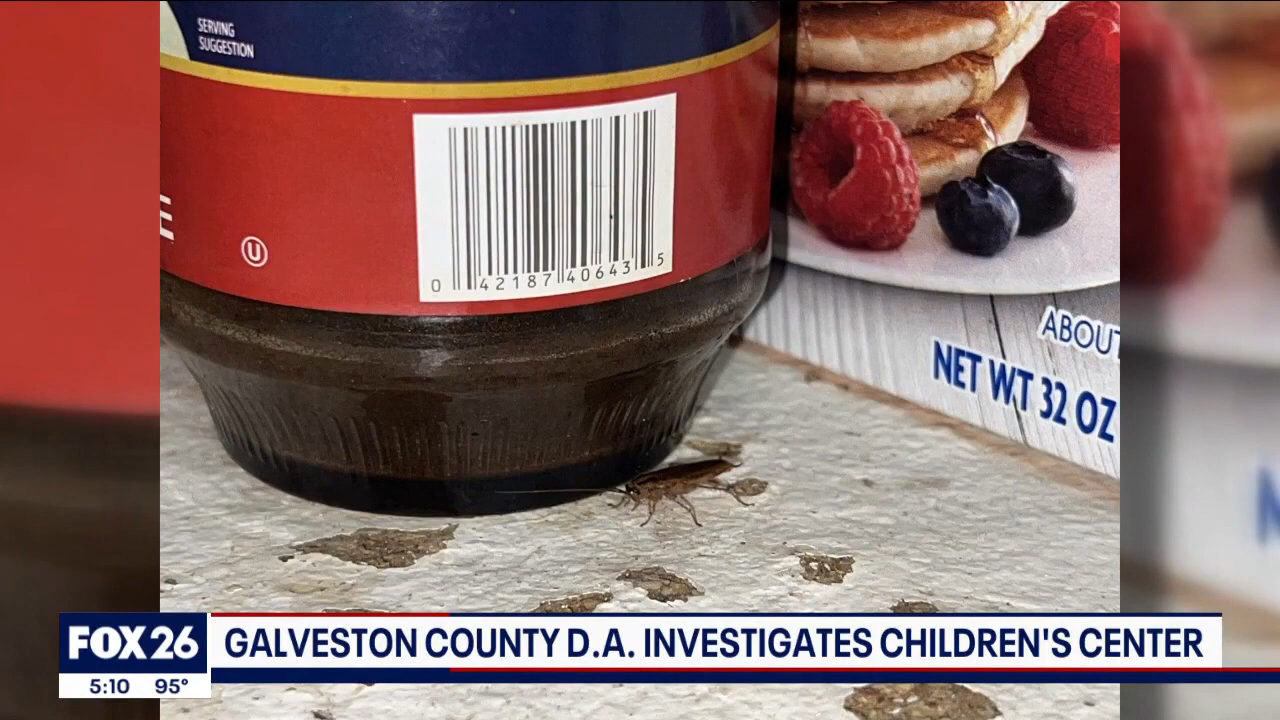 SERVING
SUGGESTION
E
U
0 42187 40643 5
ABOUT
NET WT 32 OZ
FOX 26
GALVESTON COUNTY D.A. INVESTIGATES CHILDREN'S CENTER
5:10 95°